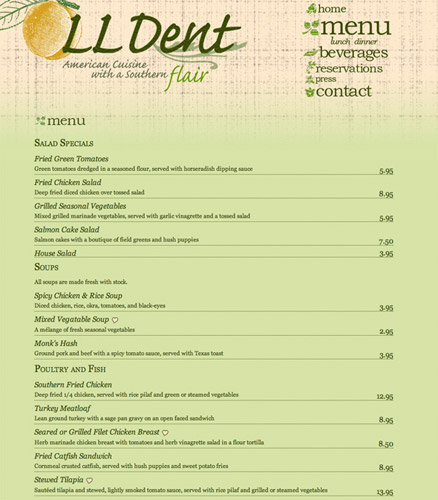 LL Dent
American Cuisine
with a Southern
flair
home
menu
lunch dinner
beverages
reservations
press
contact
menu
Salad Specials
Fried Green Tomatoes
Green tomatoes dredged in a seasoned flour, served with horseradish dipping sauce 5.95
Fried Chicken Salad
Deep fried diced chicken over tossed salad 8.95
Grilled Seasonal Vegetables
Mixed grilled marinade vegetables, served with garlic vinagrette and a tossed salad 5.95
Salmon Cake Salad
Salmon cakes with a boutique of field greens and hush puppies 7.50
House Salad 3.95
Soups
All soups are made fresh with stock.
Spicy Chicken & Rice Soup
Diced chicken, rice, okra, tomatoes, and black-eyes 3.95
Mixed Vegatable Soup
A mélange of fresh seasonal vegetables 2.95
Monk's Hash
Ground pork and beef with a spicy tomato sauce, served with Texas toast 3.95
Poultry and Fish
Southern Fried Chicken
Deep fried 1/4 chicken, served with rice pilaf and green or steamed vegetables 12.95
Turkey Meatloaf
Lean ground turkey with a sage pan gravy on an open faced sandwich 8.95
Seared or Grilled Filet Chicken Breast
Herb marinade chicken breast with tomatoes and herb vinagrette salad in a flour tortilla 8.50
Fried Catfish Sandwich
Cornmeal crusted catfish, served with hush puppies and sweet potato fries 8.95
Stewed Tilapia
Sautéed tilapia and stewed, lightly smoked tomato sauce, served with rice pilaf and grilled or steamed vegetables 13.95